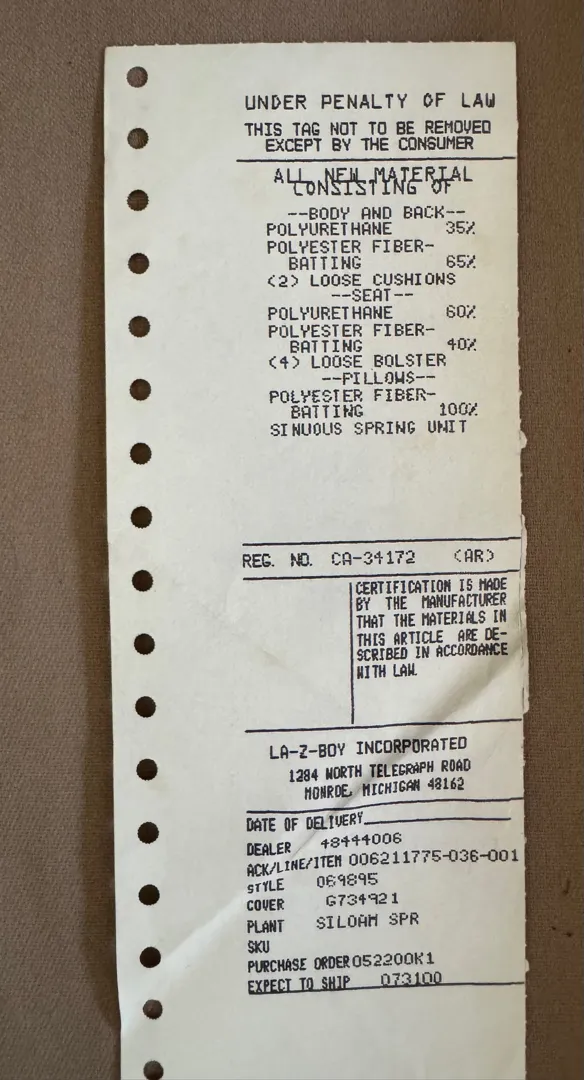 UNDER PENALTY OF LAW
THIS TAG NOT TO BE REMOVED
EXCEPT BY THE CONSUMER
ALL NEW MATERIAL
CONSISTING OF
--BODY AND BACK--
POLYURETHANE 35%
POLYESTER FIBER-
BATTING 65%
(2) LOOSE CUSHIONS
--SEAT--
POLYURETHANE 60%
POLYESTER FIBER-
BATTING 40%
(4) LOOSE BOLSTER
--PILLOWS--
POLYESTER FIBER-
BATTING 100%
SINUOUS SPRING UNIT
REG. NO. CA-34172 (AR)
CERTIFICATION IS MADE
BY THE MANUFACTURER
THAT THE MATERIALS IN
THIS ARTICLE ARE DE-
SCRIBED IN ACCORDANCE
WITH LAW.
LA-Z-BOY INCORPORATED
1284 NORTH TELEGRAPH ROAD
MONROE, MICHIGAN 48162
DATE OF DELIVERY
DEALER 48444006
ACK/LINE/ITEM 006211775-036-001
STYLE 069895
COVER G734921
PLANT SILOAM SPR
SKU
PURCHASE ORDER 052200K1
EXPECT TO SHIP 073100